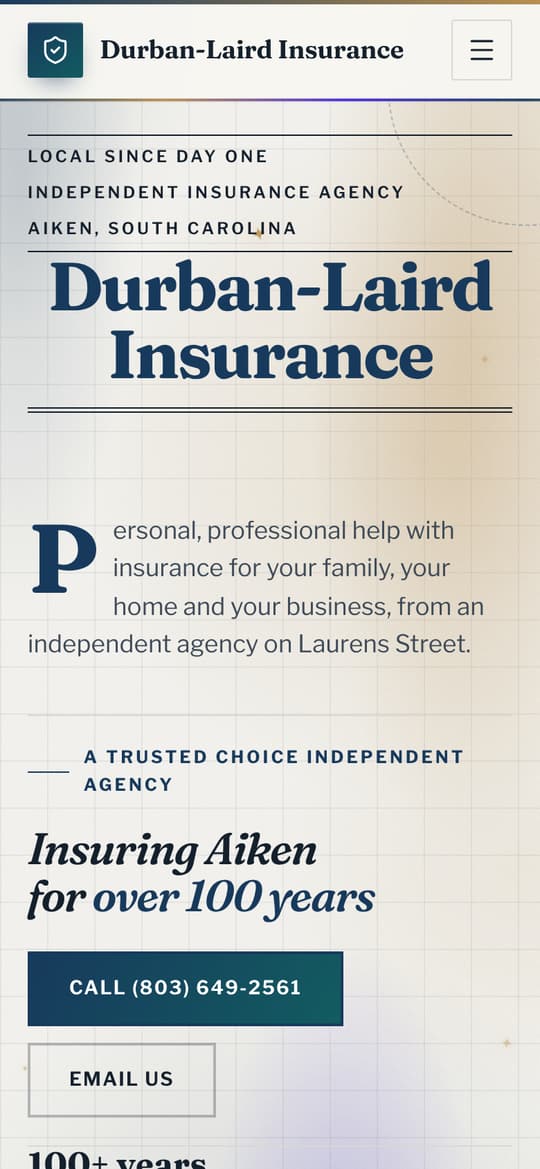 Durban-Laird Insurance
LOCAL SINCE DAY ONE
INDEPENDENT INSURANCE AGENCY
AIKEN, SOUTH CAROLINA
Durban-Laird
Insurance
Personal, professional help with
insurance for your family, your
home and your business, from an
independent agency on Laurens Street.
A TRUSTED CHOICE INDEPENDENT
AGENCY
Insuring Aiken
for over 100 years
CALL (803) 649-2561
EMAIL US
100+ years